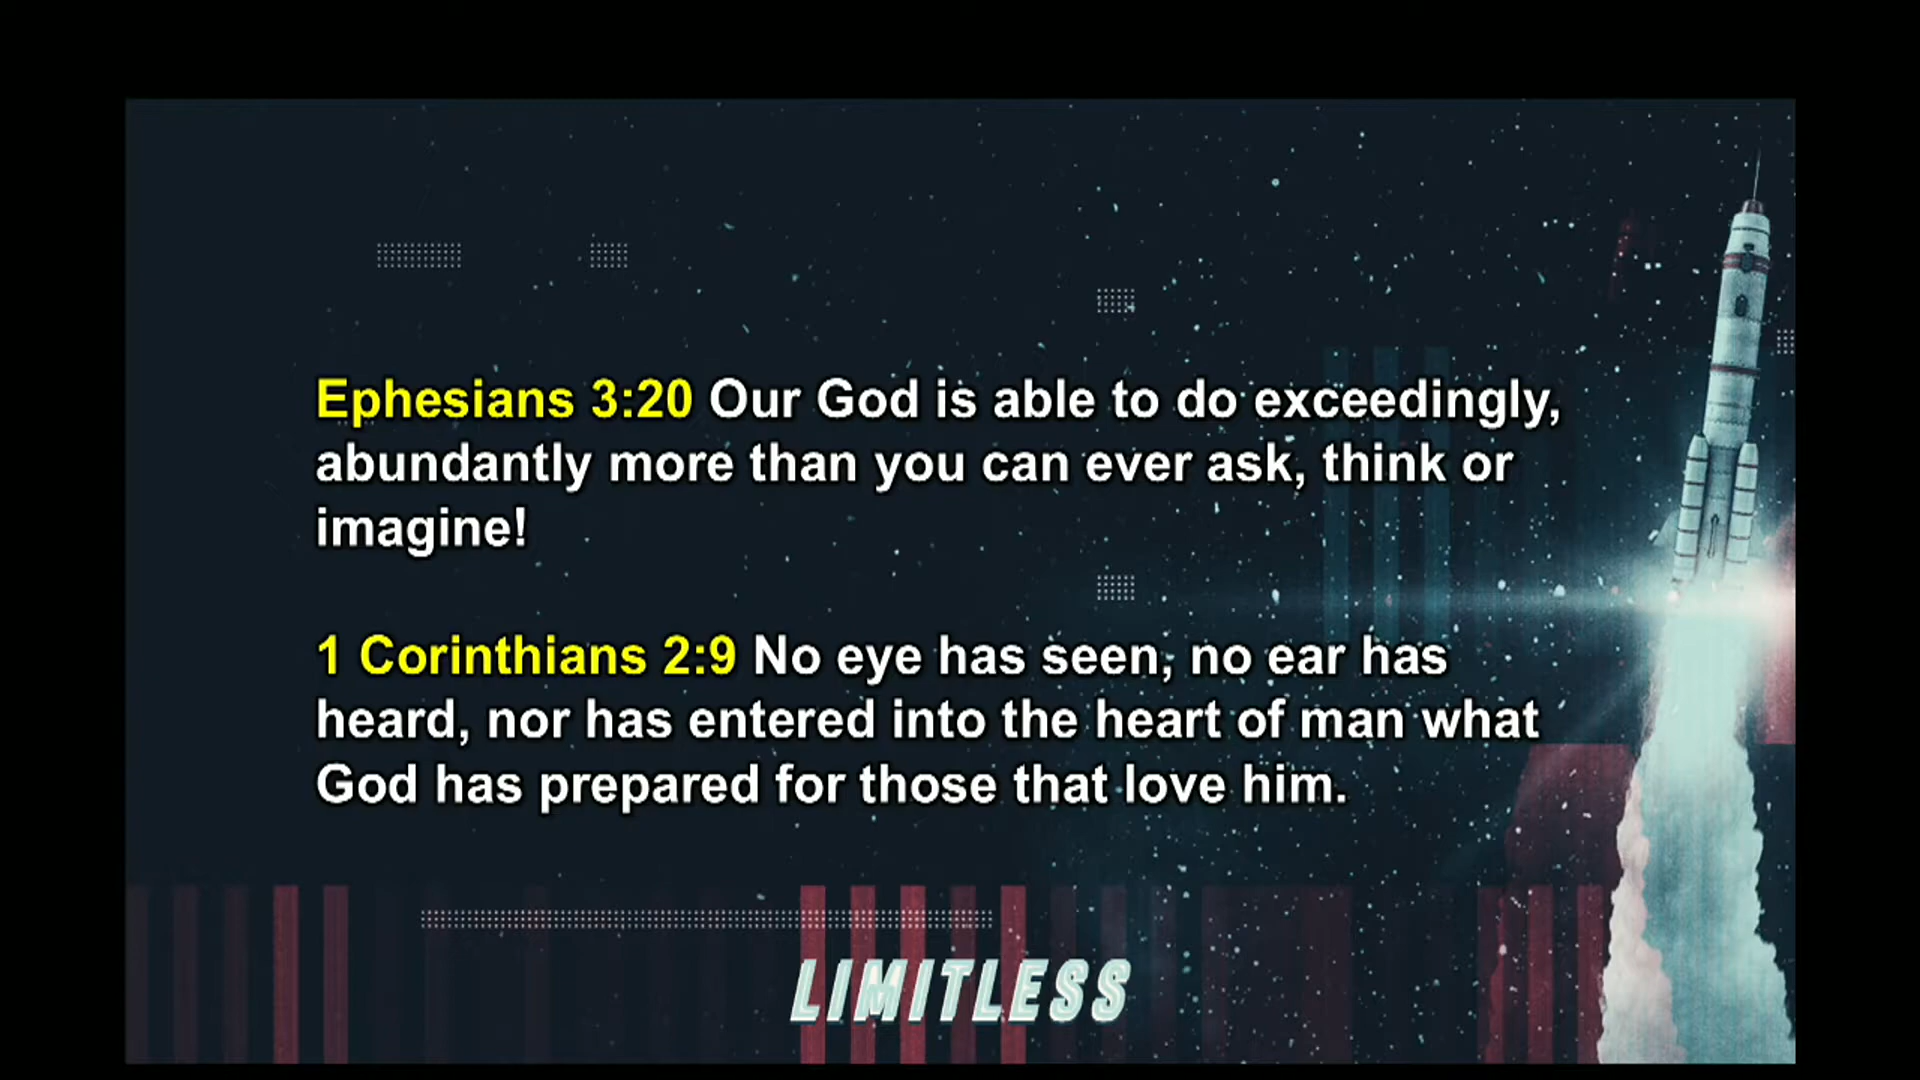 Ephesians 3:20 Our God is able to do exceedingly,
abundantly more than you can ever ask, think or
imagine!
1 Corinthians 2:9 No eye has seen, no ear has
heard, nor has entered into the heart of man what
God has prepared for those that love him.
LIMITLESS